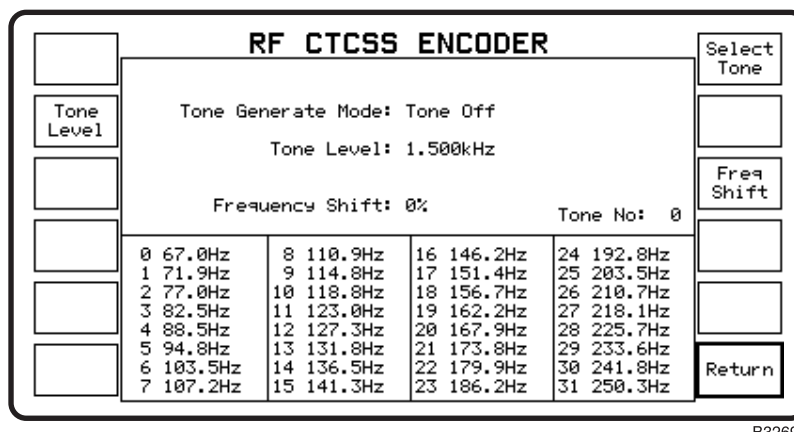 RF CTCSS ENCODER
Select
Tone
Tone
Level
Tone Generate Mode: Tone Off
Tone Level: 1.500kHz
Freq
Shift
Frequency Shift: 0%
Tone No: 0
0 67.0Hz 8 110.9Hz 16 146.2Hz 24 192.8Hz
1 71.9Hz 9 114.8Hz 17 151.4Hz 25 203.5Hz
2 77.0Hz 10 118.8Hz 18 156.7Hz 26 210.7Hz
3 82.5Hz 11 123.0Hz 19 162.2Hz 27 218.1Hz
4 88.5Hz 12 127.3Hz 20 167.9Hz 28 225.7Hz
5 94.8Hz 13 131.8Hz 21 173.8Hz 29 233.6Hz
6 103.5Hz 14 136.5Hz 22 179.9Hz 30 241.8Hz
7 107.2Hz 15 141.3Hz 23 186.2Hz 31 250.3Hz
Return